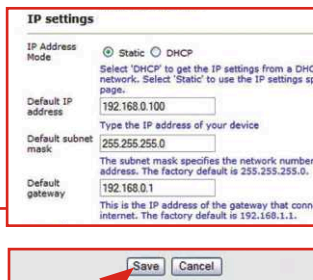 IP settings
IP Address Mode
Static DHCP
Select 'DHCP' to get the IP settings from a
network. Select 'Static' to use the IP settings
page.
Default IP address
192.168.0.100
Type the IP address of your device
Default subnet mask
255.255.255.0
The subnet mask specifies the network number
address. The factory default is 255.255.255.0.
Default gateway
192.168.0.1
This is the IP address of the gateway that
internet. The factory default is 192.168.1.1.
Save Cancel